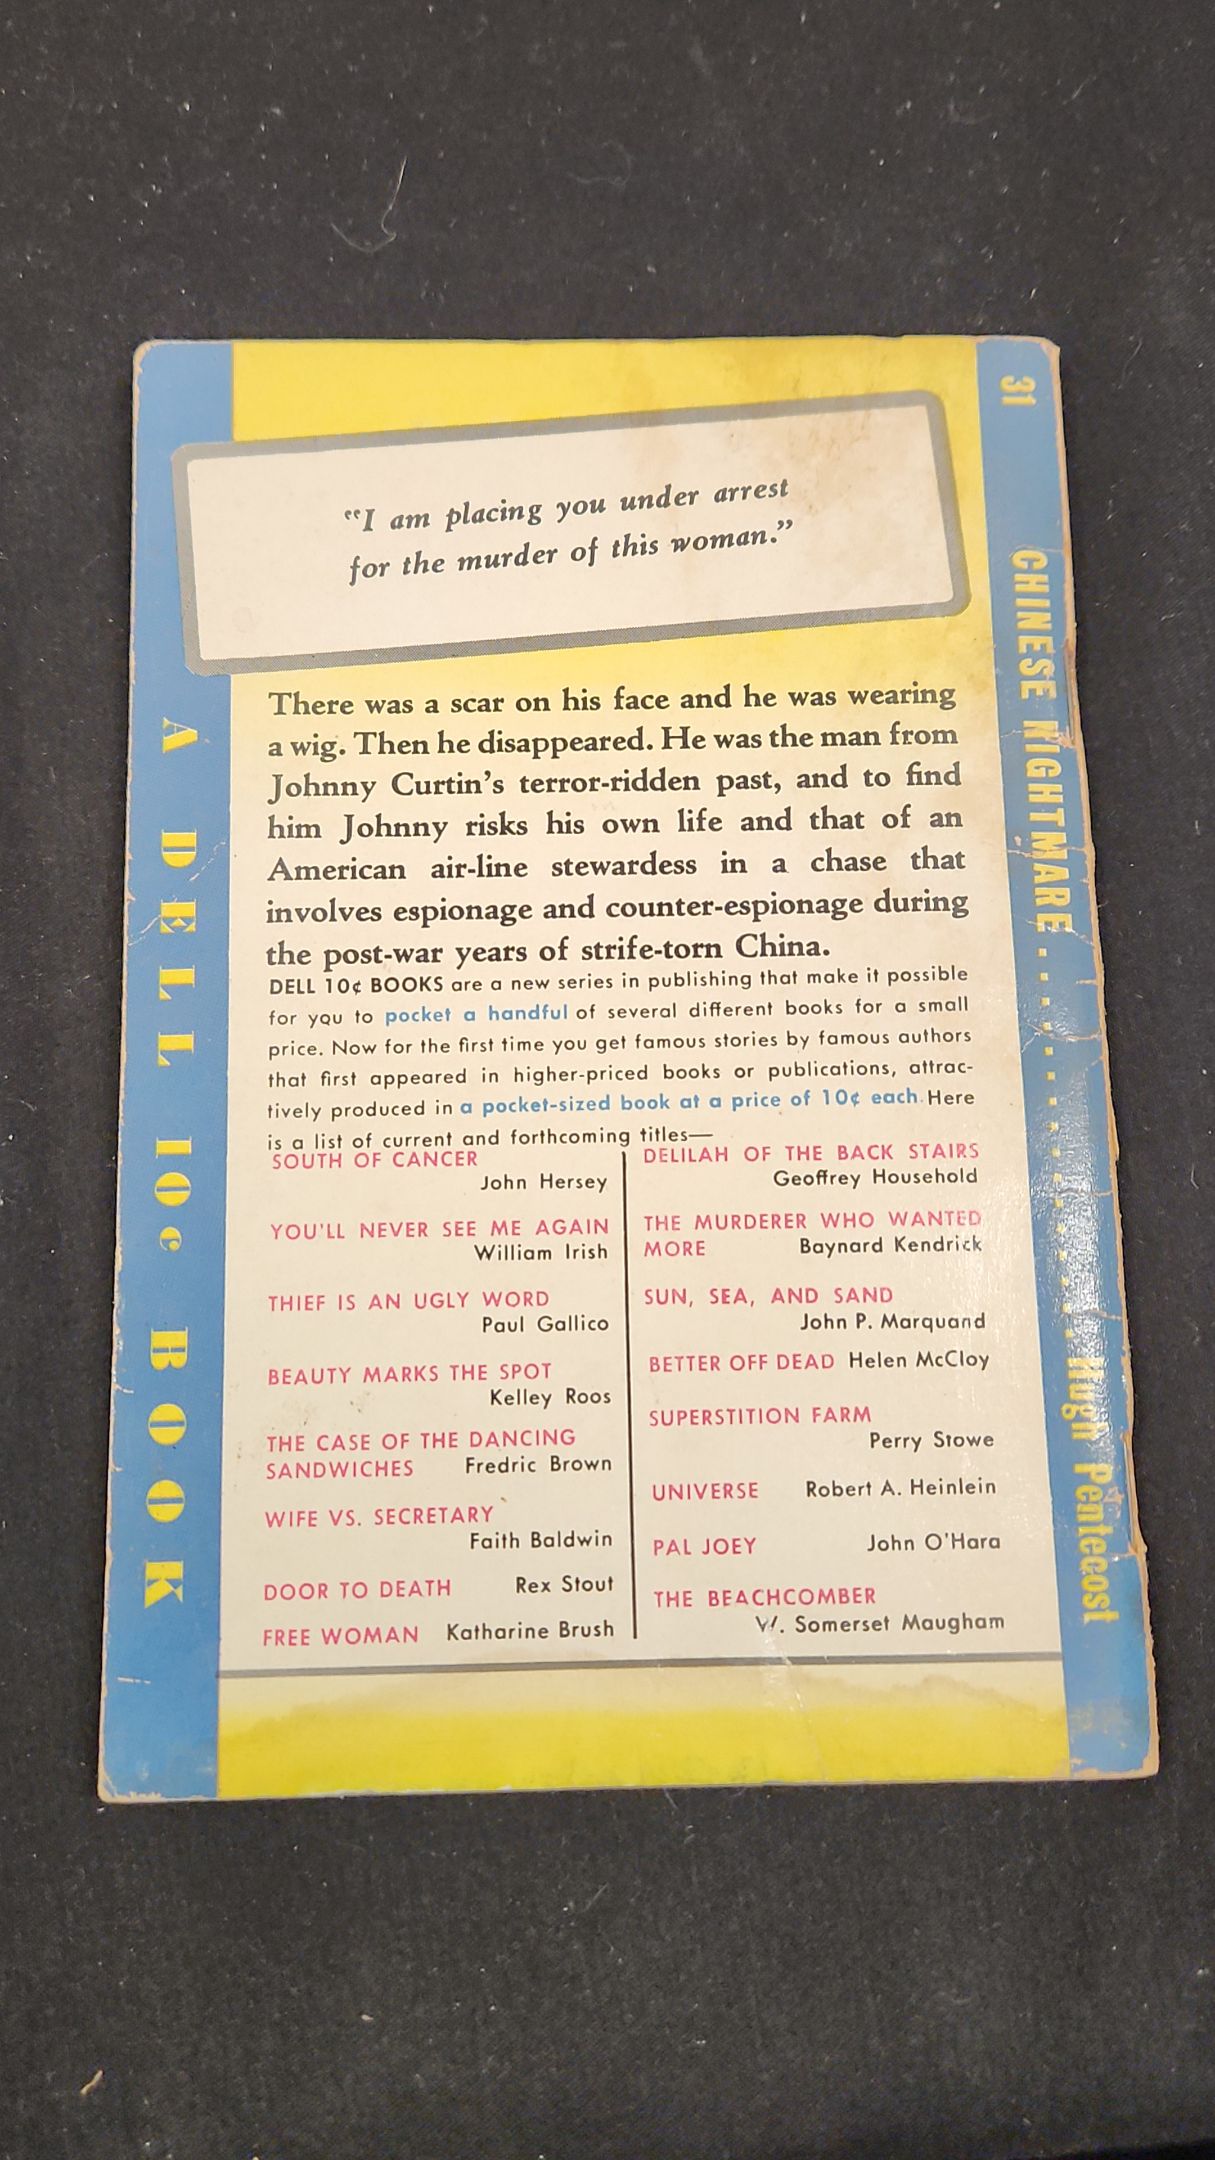 31
CHINESE NIGHTMARE . . . . . . . . . . . . . . Hugh Pentecost
A DELL 10c BOOK
“I am placing you under arrest
for the murder of this woman.”
There was a scar on his face and he was wearing
a wig. Then he disappeared. He was the man from
Johnny Curtin’s terror-ridden past, and to find
him Johnny risks his own life and that of an
American air-line stewardess in a chase that
involves espionage and counter-espionage during
the post-war years of strife-torn China.
DELL 10¢ BOOKS are a new series in publishing that make it possible
for you to pocket a handful of several different books for a small
price. Now for the first time you get famous stories by famous authors
that first appeared in higher-priced books or publications, attrac-
tively produced in a pocket-sized book at a price of 10¢ each. Here
is a list of current and forthcoming titles—
SOUTH OF CANCER
John Hersey
YOU'LL NEVER SEE ME AGAIN
William Irish
THIEF IS AN UGLY WORD
Paul Gallico
BEAUTY MARKS THE SPOT
Kelley Roos
THE CASE OF THE DANCING
SANDWICHES Fredric Brown
WIFE VS. SECRETARY
Faith Baldwin
DOOR TO DEATH Rex Stout
FREE WOMAN Katharine Brush
DELILAH OF THE BACK STAIRS
Geoffrey Household
THE MURDERER WHO WANTED
MORE Baynard Kendrick
SUN, SEA, AND SAND
John P. Marquand
BETTER OFF DEAD Helen McCloy
SUPERSTITION FARM
Perry Stowe
UNIVERSE Robert A. Heinlein
PAL JOEY John O'Hara
THE BEACHCOMBER
W. Somerset Maugham